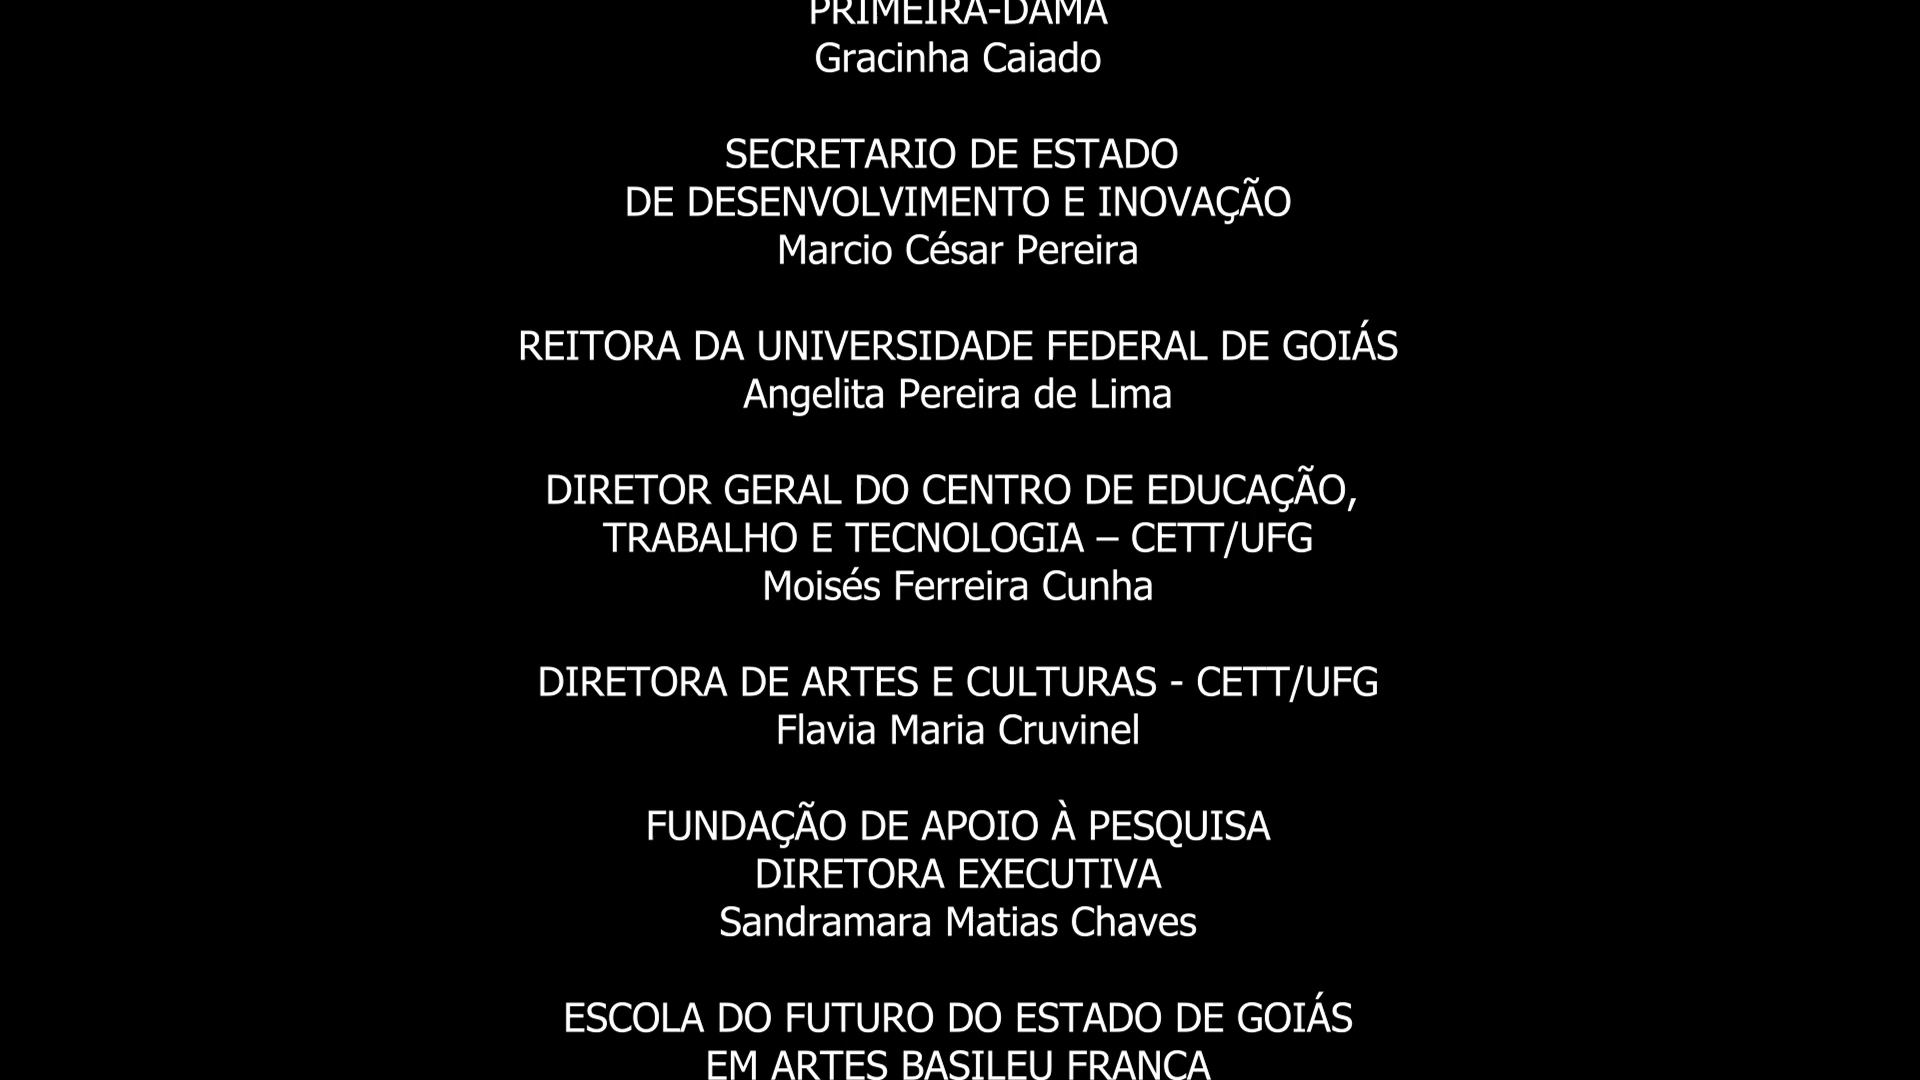 PRIMEIRA-DAMA
Gracinha Caiado
SECRETARIO DE ESTADO
DE DESENVOLVIMENTO E INOVAÇÃO
Marcio César Pereira
REITORA DA UNIVERSIDADE FEDERAL DE GOIÁS
Angelita Pereira de Lima
DIRETOR GERAL DO CENTRO DE EDUCAÇÃO,
TRABALHO E TECNOLOGIA – CETT/UFG
Moisés Ferreira Cunha
DIRETORA DE ARTES E CULTURAS - CETT/UFG
Flavia Maria Cruvinel
FUNDAÇÃO DE APOIO À PESQUISA
DIRETORA EXECUTIVA
Sandramara Matias Chaves
ESCOLA DO FUTURO DO ESTADO DE GOIÁS
EM ARTES BASILEU FRANÇA